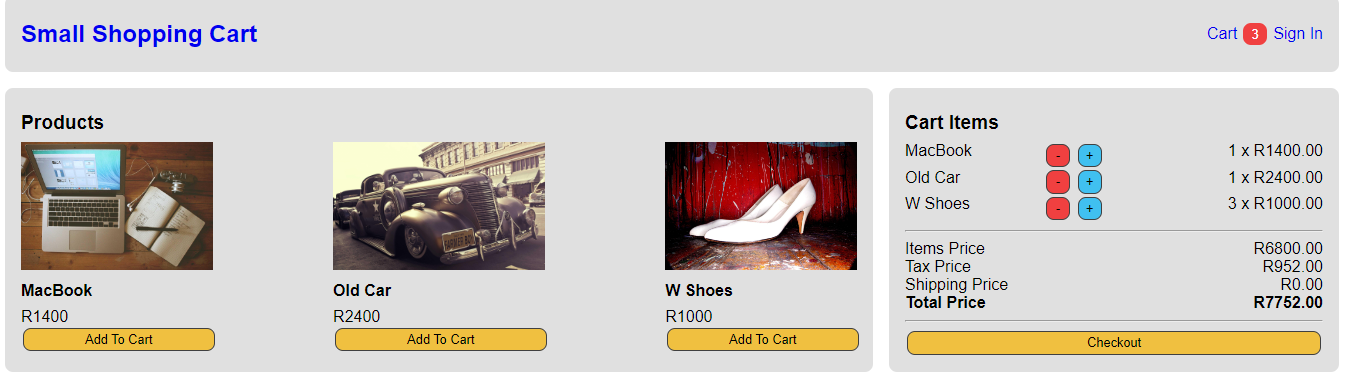 Small Shopping Cart
Cart 3 Sign In
Products
MacBook
R1400
Add To Cart
Old Car
R2400
Add To Cart
W Shoes
R1000
Add To Cart
Cart Items
MacBook - + 1 x R1400.00
Old Car - + 1 x R2400.00
W Shoes - + 3 x R1000.00
Items Price R6800.00
Tax Price R952.00
Shipping Price R0.00
Total Price R7752.00
Checkout